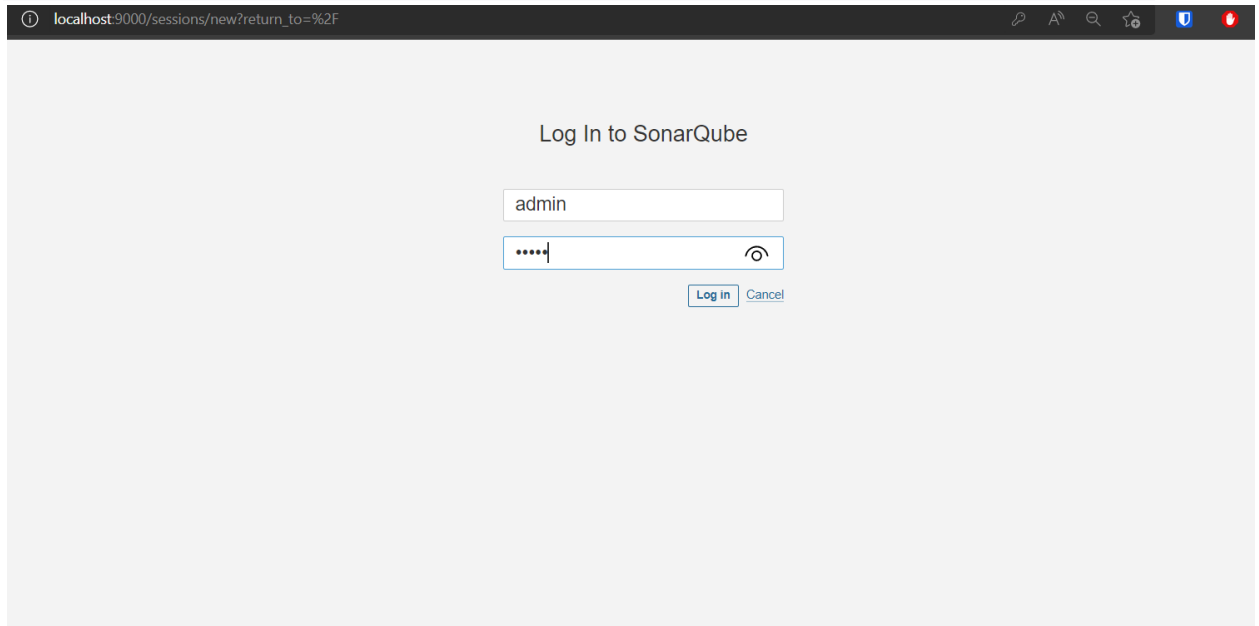 localhost:9000/sessions/new?return_to=%2F
Log In to SonarQube
admin
•••••
Log in Cancel